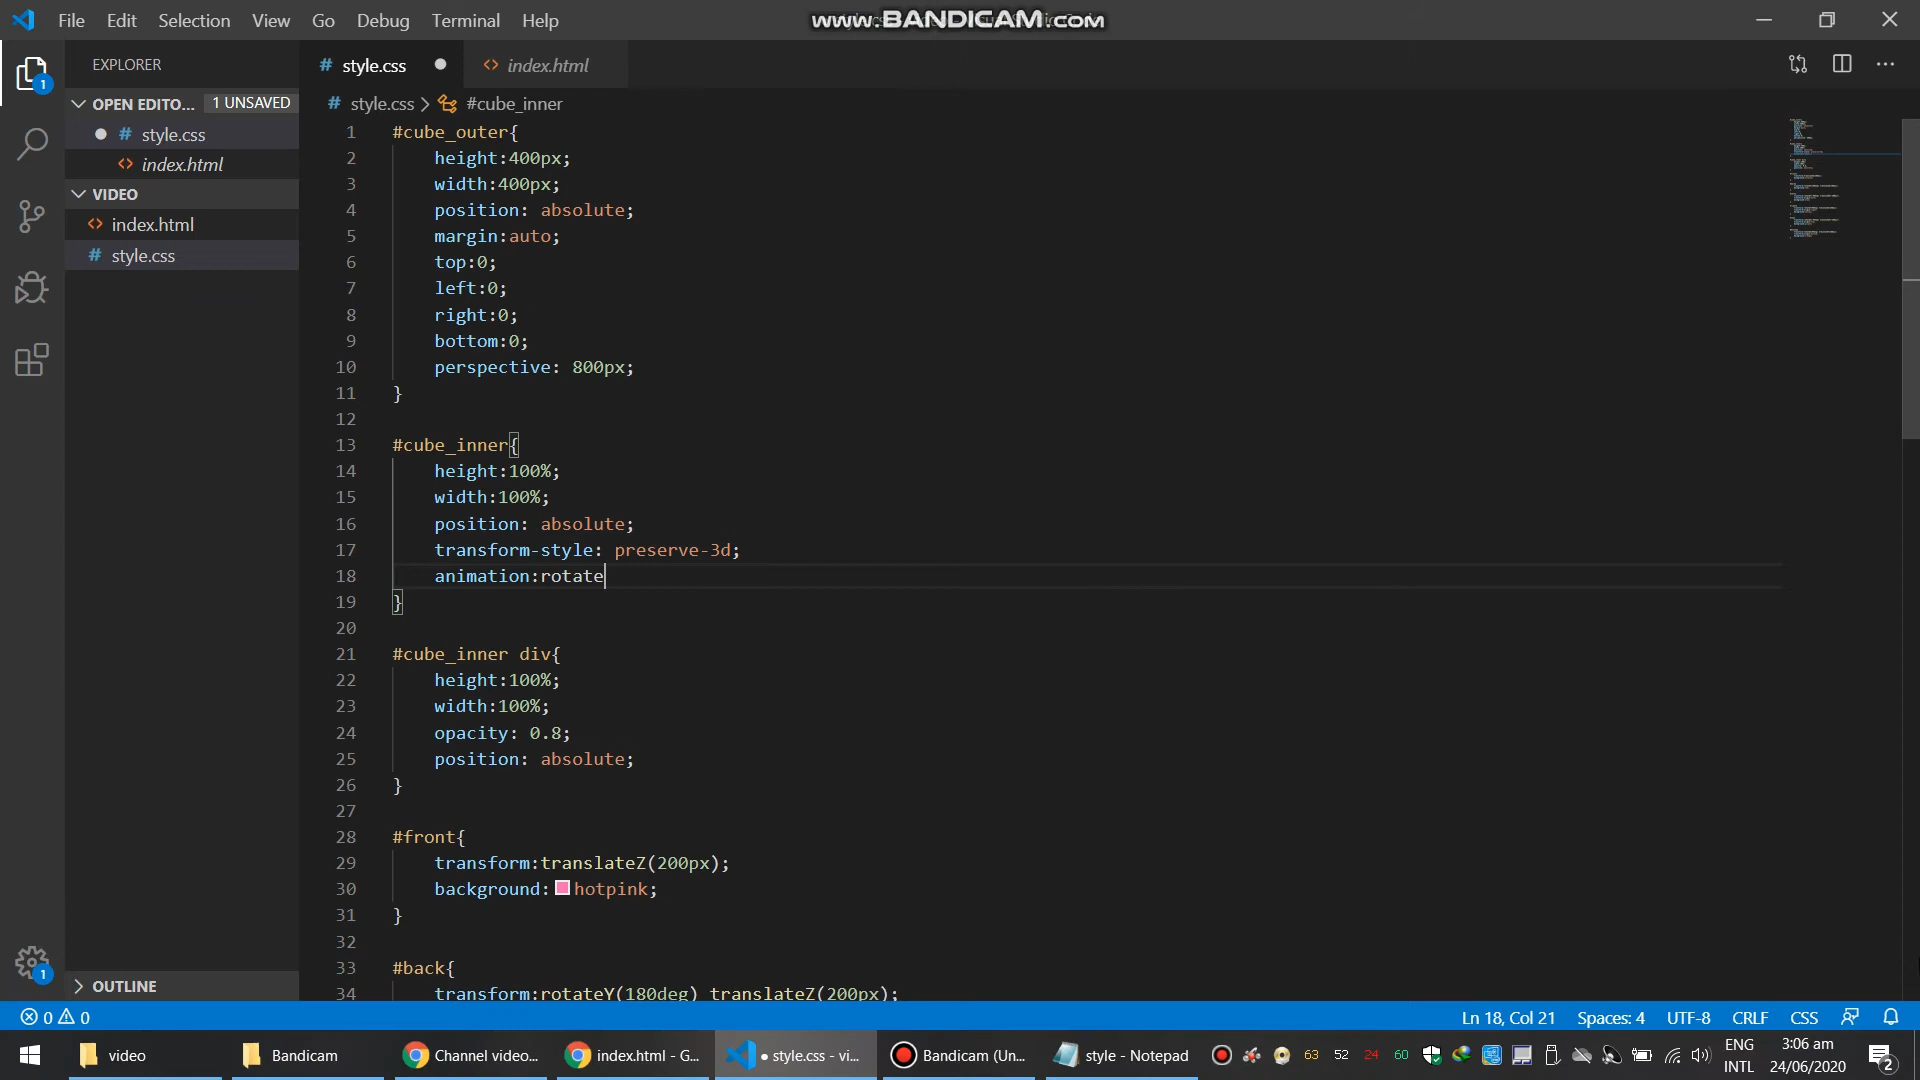 File Edit Selection View Go Debug Terminal Help
www.BANDICAM.com
EXPLORER
# style.css
<> index.html
OPEN EDITO... 1 UNSAVED
# style.css > #cube_inner
# style.css
<> index.html
VIDEO
<> index.html
# style.css
1 #cube_outer{
2 height:400px;
3 width:400px;
4 position: absolute;
5 margin:auto;
6 top:0;
7 left:0;
8 right:0;
9 bottom:0;
10 perspective: 800px;
11 }
12
13 #cube_inner{
14 height:100%;
15 width:100%;
16 position: absolute;
17 transform-style: preserve-3d;
18 animation:rotate
19 }
20
21 #cube_inner div{
22 height:100%;
23 width:100%;
24 opacity: 0.8;
25 position: absolute;
26 }
27
28 #front{
29 transform:translateZ(200px);
30 background: hotpink;
31 }
32
33 #back{
34 transform:rotateY(180deg) translateZ(200px);
1
1
OUTLINE
0 0
Ln 18, Col 21 Spaces: 4 UTF-8 CRLF CSS
video
Bandicam
Channel video...
index.html - G...
● style.css - vi...
Bandicam (Un...
style - Notepad
63 52 24 60
ENG
INTL
3:06 am
24/06/2020
2